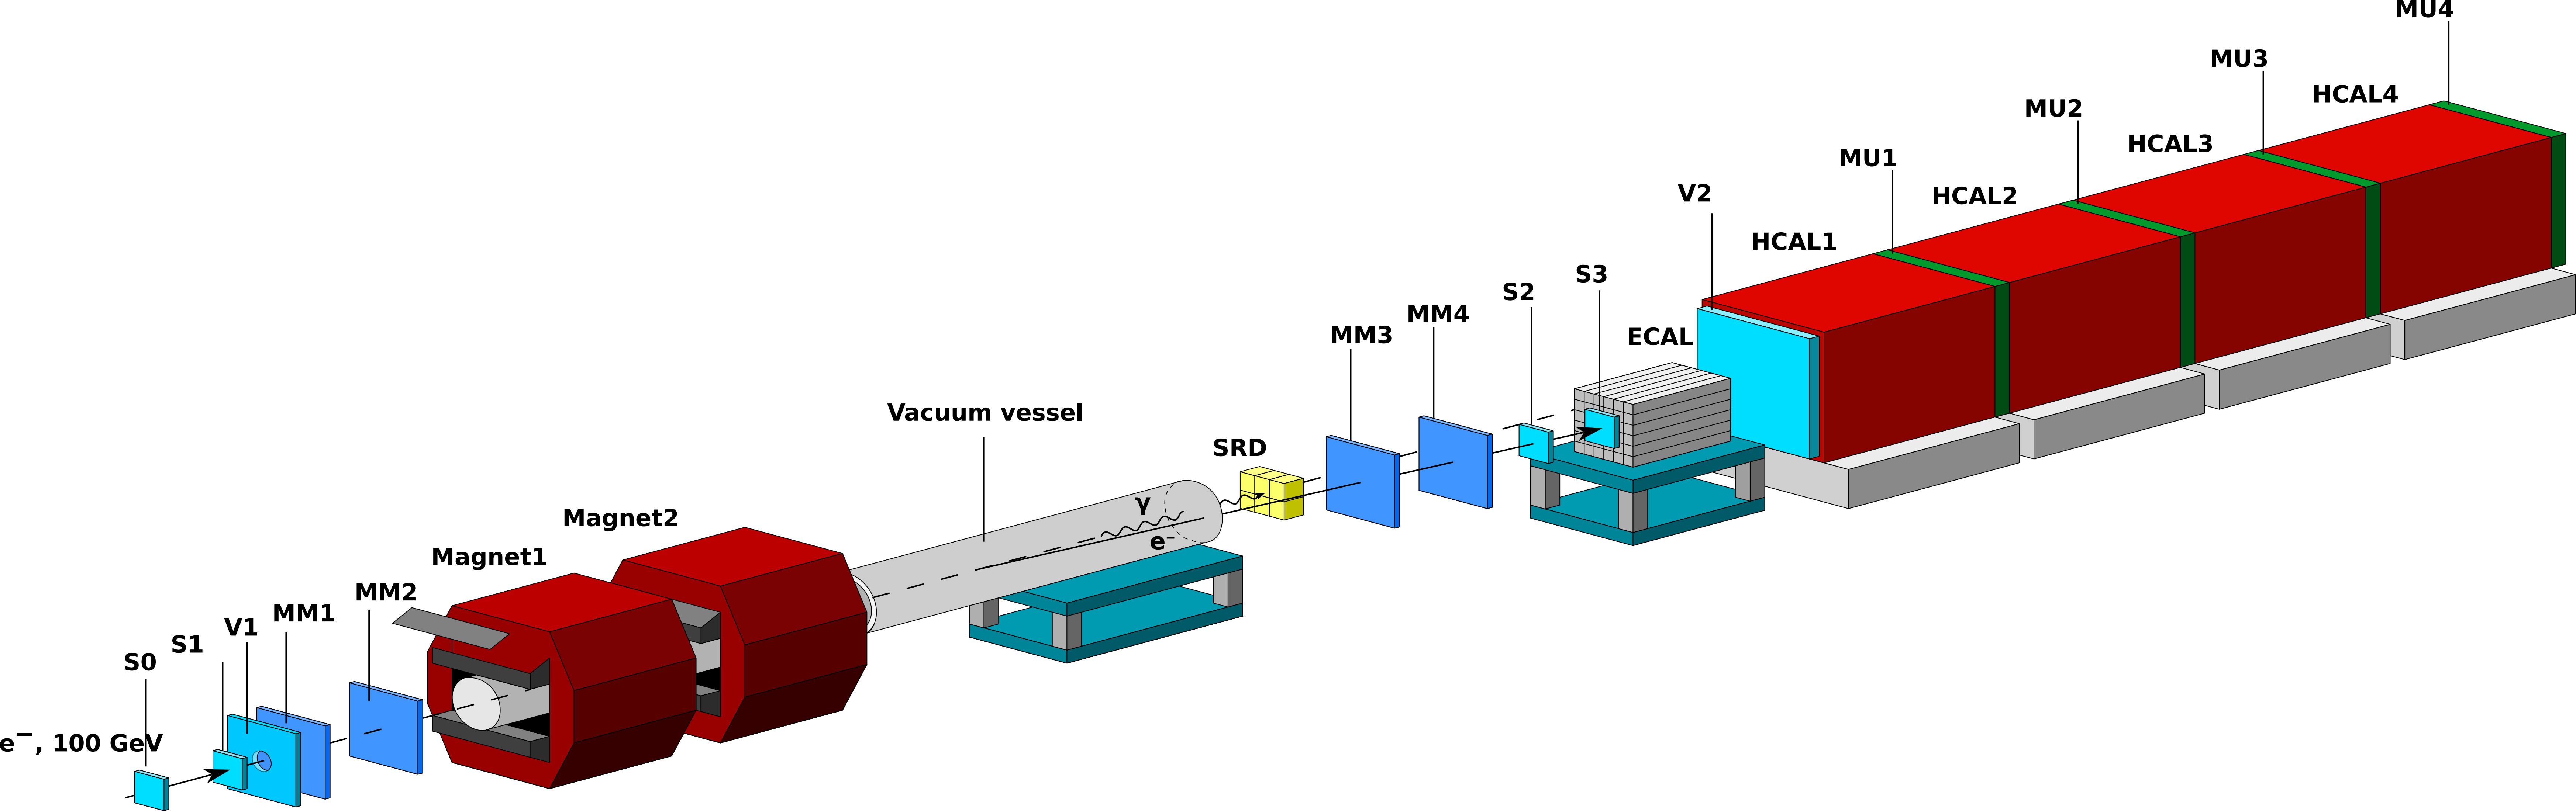 e⁻, 100 GeV
S0
S1
V1
MM1
MM2
Magnet1
Magnet2
Vacuum vessel
γ
e⁻
SRD
MM3
MM4
S2
S3
ECAL
V2
HCAL1
MU1
HCAL2
MU2
HCAL3
MU3
HCAL4
MU4